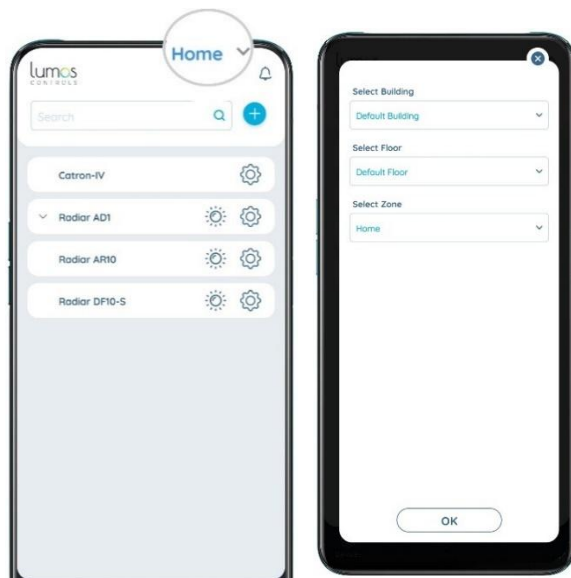 Home
lumos
CONTROLS
Search
Catron-IV
Radiar AD1
Radiar AR10
Radiar DF10-S
Select Building
Default Building
Select Floor
Default Floor
Select Zone
Home
OK